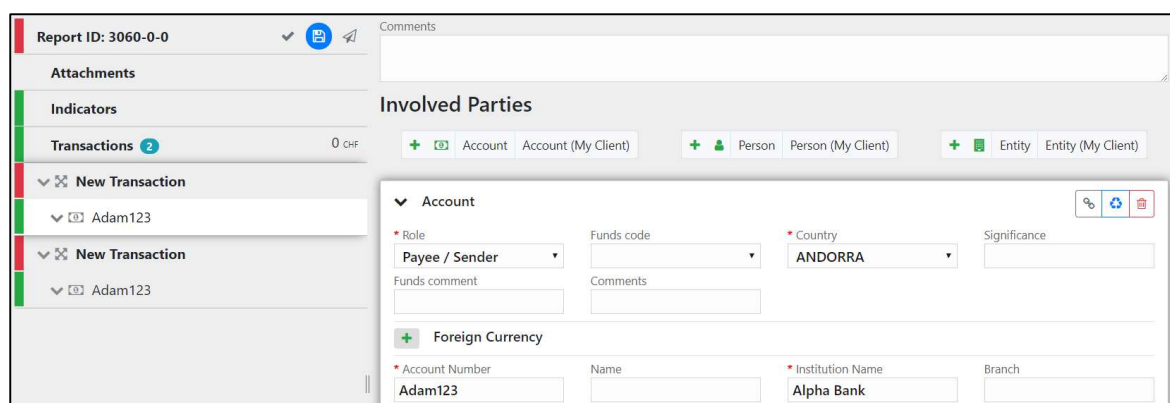 Report ID: 3060-0-0
Attachments
Indicators
Transactions 2 0 CHF
New Transaction
Adam123
New Transaction
Adam123
Comments
Involved Parties
+ Account Account (My Client) + Person Person (My Client) + Entity Entity (My Client)
Account
* Role Funds code * Country Significance
Payee / Sender ANDORRA
Funds comment Comments
+ Foreign Currency
* Account Number Name * Institution Name Branch
Adam123 Alpha Bank